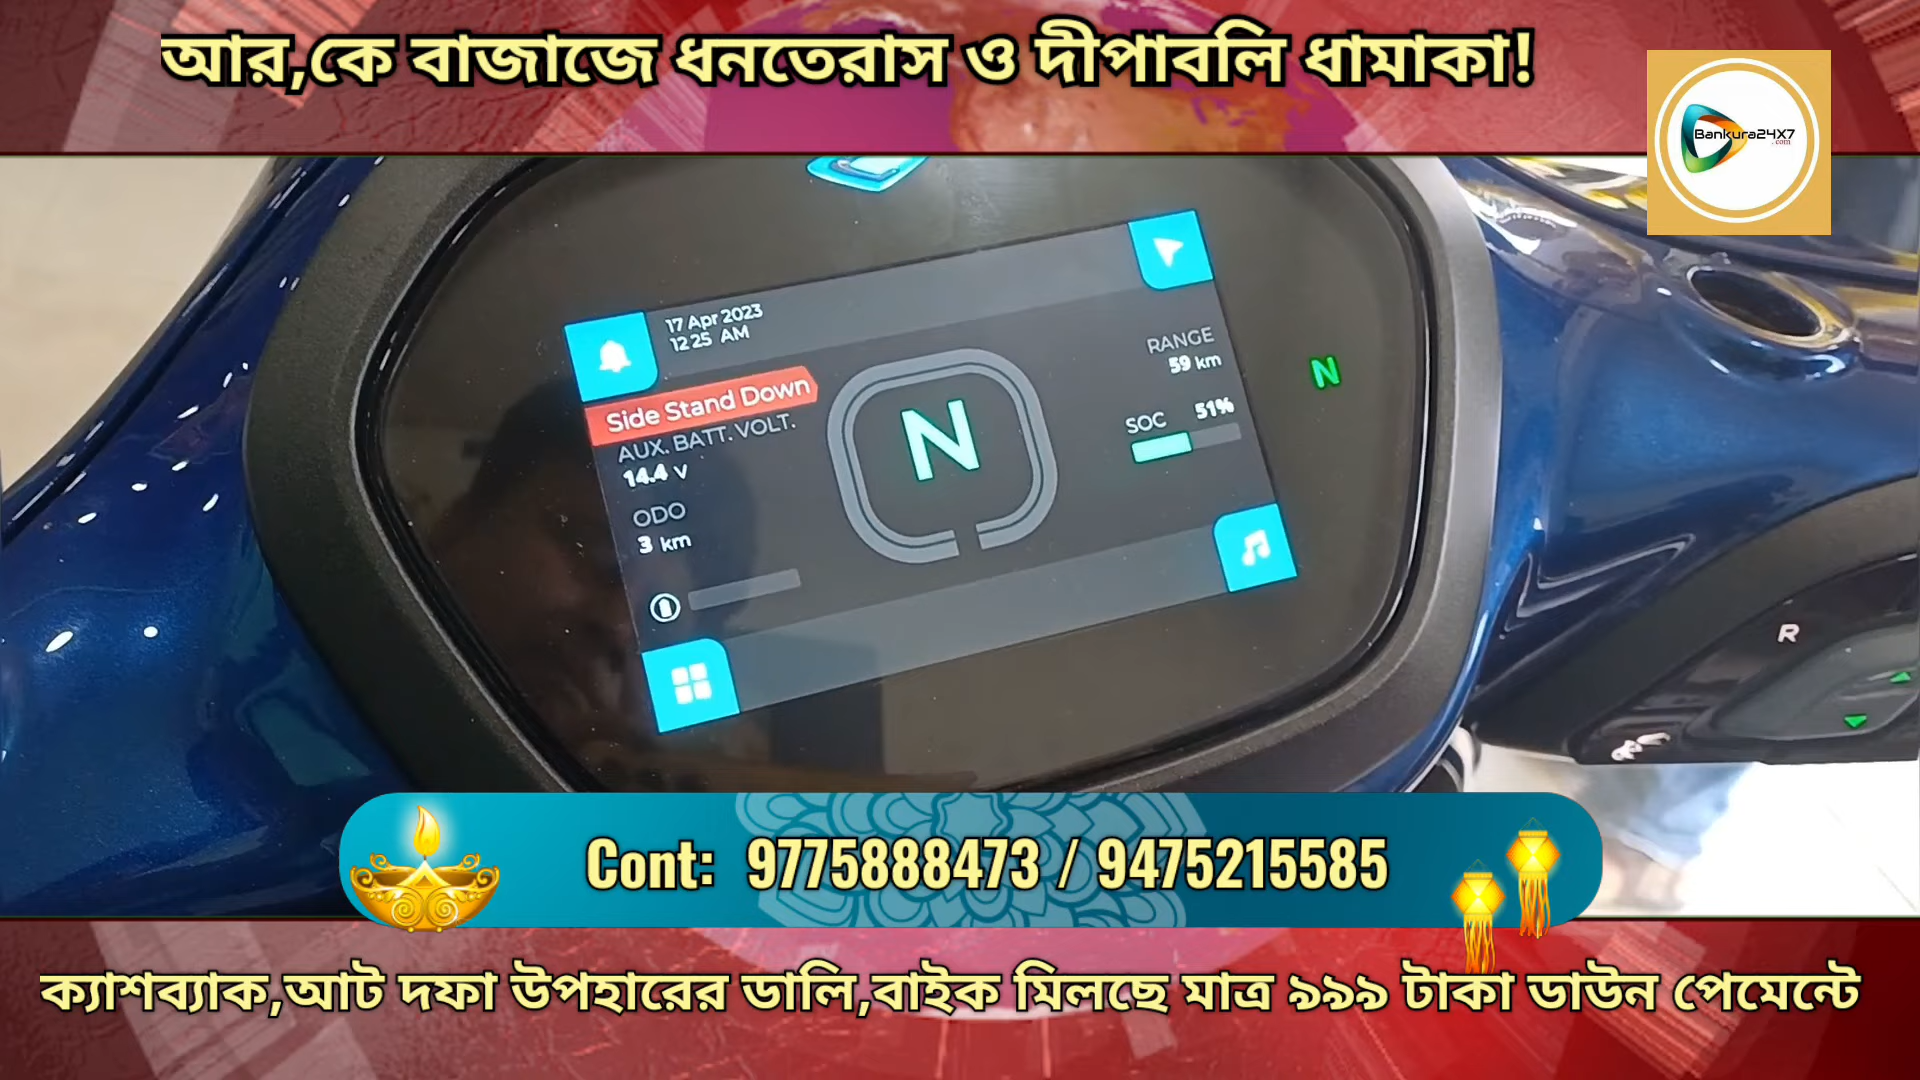 আর,কে বাজাজে ধনতেরাস ও দীপাবলি ধামাকা!
Bankura24X7
.com
17 Apr 2023
12 25 AM
Side Stand Down
AUX. BATT. VOLT.
14.4 V
ODO
3 km
N
RANGE
59 km
SOC 51%
N
R
Cont: 9775888473 / 9475215585
ক্যাশব্যাক,আট দফা উপহারের ডালি,বাইক মিলছে মাত্র ৯৯৯ টাকা ডাউন পেমেন্টে